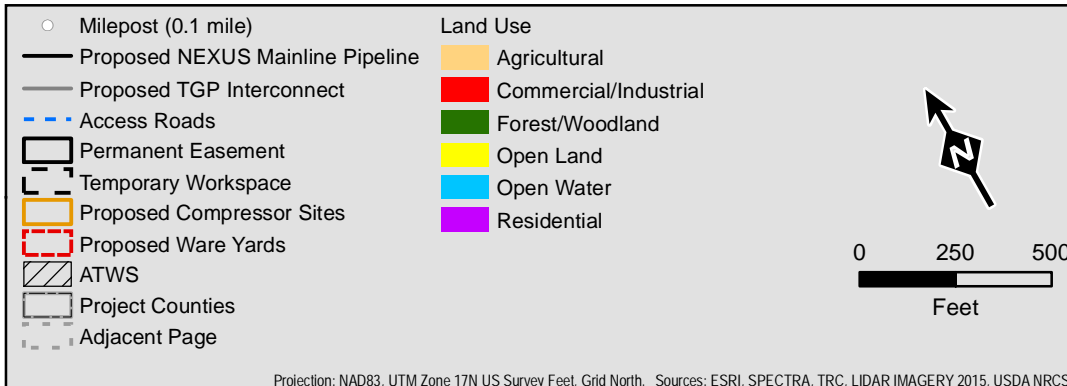 Milepost (0.1 mile)
Proposed NEXUS Mainline Pipeline
Proposed TGP Interconnect
Access Roads
Permanent Easement
Temporary Workspace
Proposed Compressor Sites
Proposed Ware Yards
ATWS
Project Counties
Adjacent Page
Land Use
Agricultural
Commercial/Industrial
Forest/Woodland
Open Land
Open Water
Residential
N
0 250 500
Feet
Projection: NAD83, UTM Zone 17N US Survey Feet, Grid North. Sources: ESRI, SPECTRA, TRC, LIDAR IMAGERY 2015, USDA NRCS